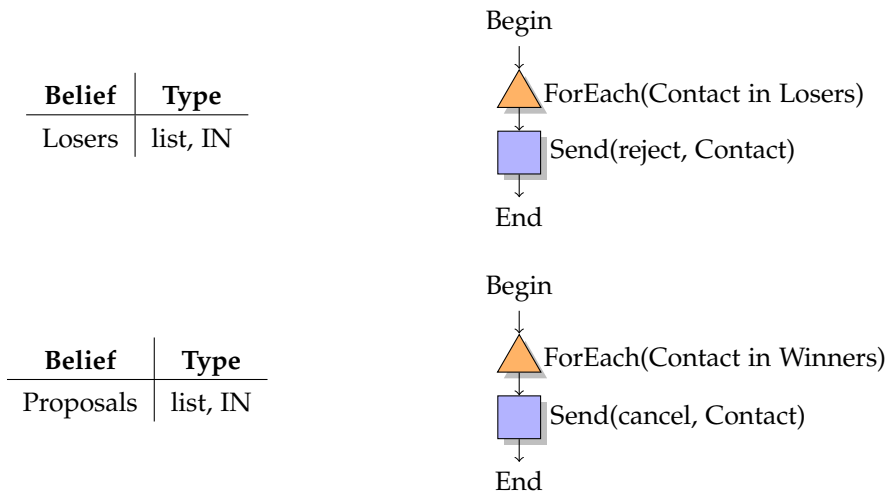 Begin
Belief Type
Losers list, IN
ForEach(Contact in Losers)
Send(reject, Contact)
End
Begin
Belief Type
Proposals list, IN
ForEach(Contact in Winners)
Send(cancel, Contact)
End